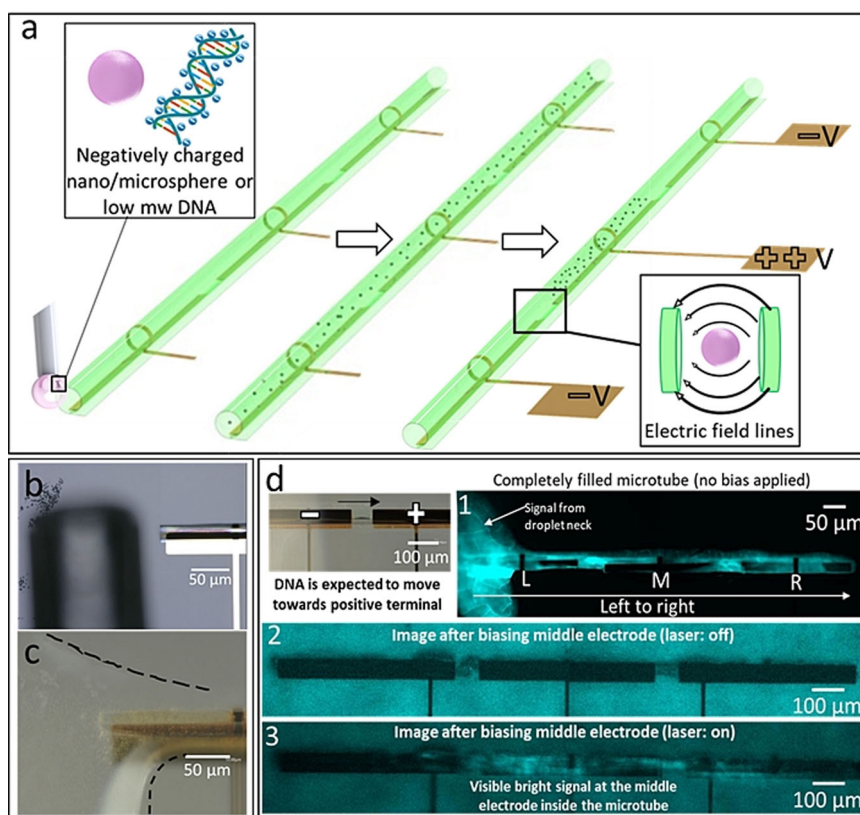 a
Negatively charged
nano/microsphere or
low mw DNA
−V
++ V
−V
Electric field lines
b
50 µm
c
50 µm
d
Completely filled microtube (no bias applied)
− +
100 µm
DNA is expected to move
towards positive terminal
1
Signal from
droplet neck
50 µm
L M R
Left to right
2
Image after biasing middle electrode (laser: off)
100 µm
3
Image after biasing middle electrode (laser: on)
Visible bright signal at the middle
electrode inside the microtube
100 µm